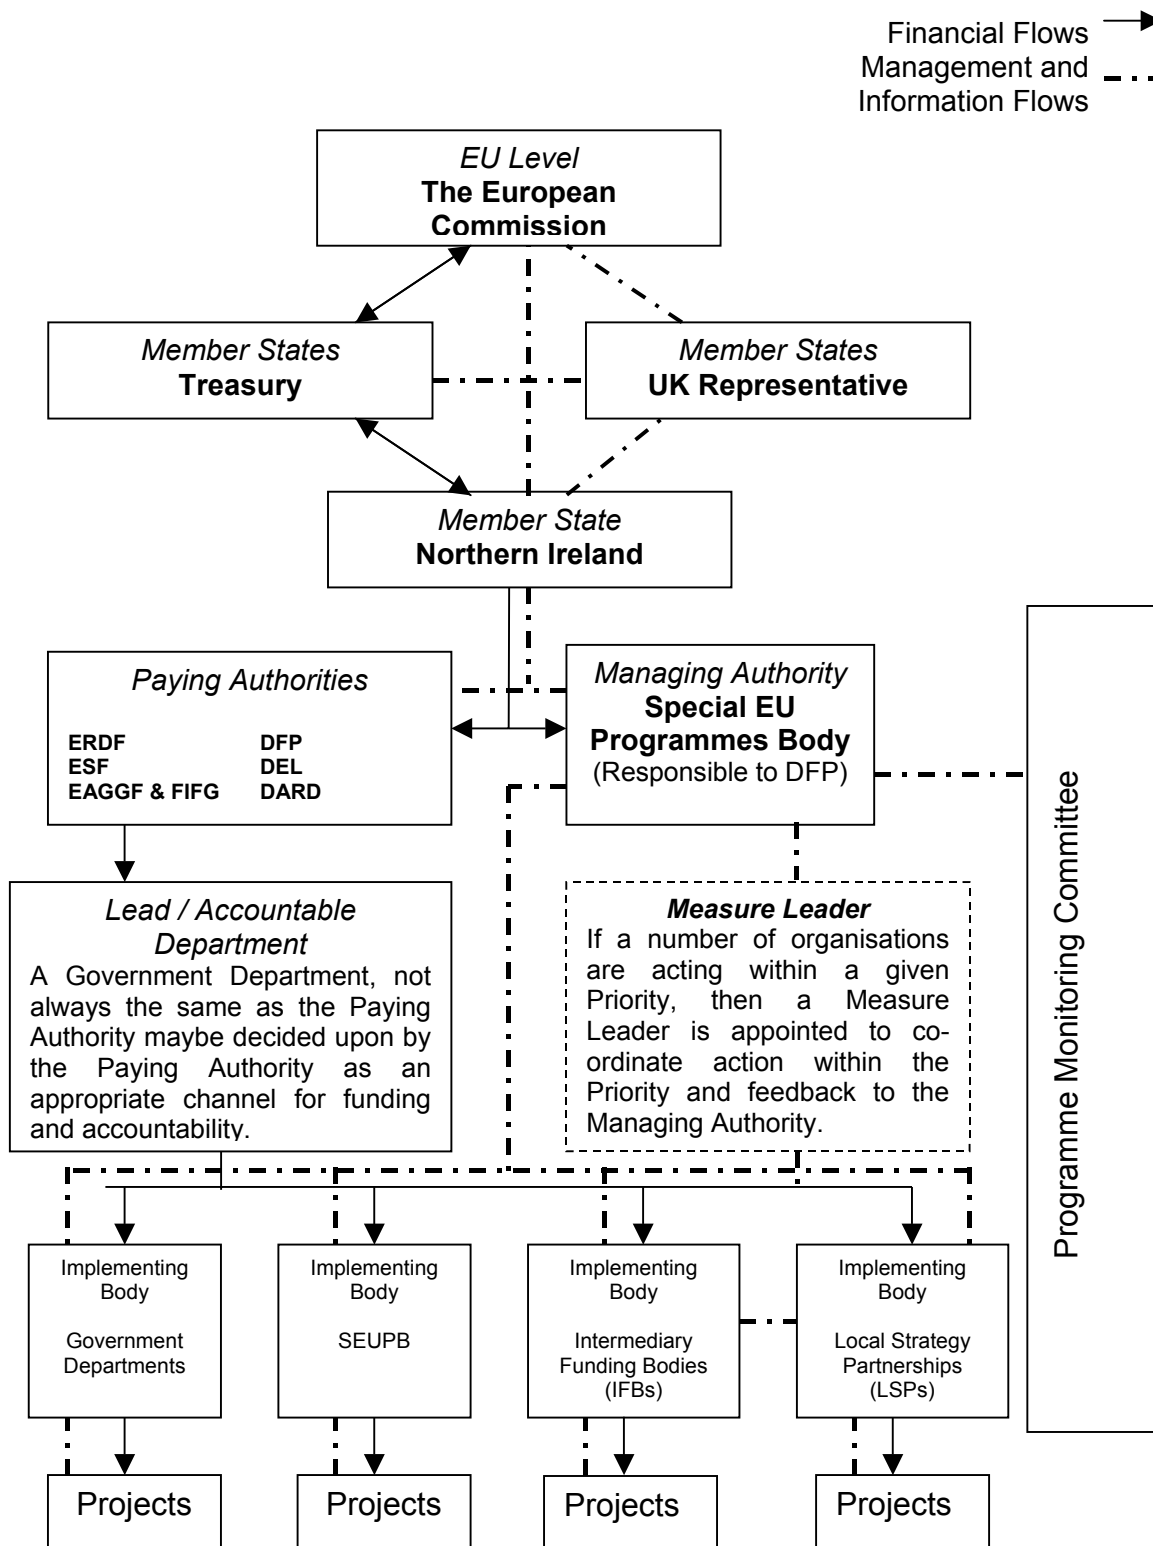 Financial Flows
Management and
Information Flows
EU Level
The European
Commission
Member States
Treasury
Member States
UK Representative
Member State
Northern Ireland
Paying Authorities
ERDF DFP
ESF DEL
EAGGF & FIFG DARD
Managing Authority
Special EU
Programmes Body
(Responsible to DFP)
Programme Monitoring Committee
Lead / Accountable
Department
A Government Department, not
always the same as the Paying
Authority maybe decided upon by
the Paying Authority as an
appropriate channel for funding
and accountability.
Measure Leader
If a number of organisations
are acting within a given
Priority, then a Measure
Leader is appointed to co-
ordinate action within the
Priority and feedback to the
Managing Authority.
Implementing
Body
Government
Departments
Implementing
Body
SEUPB
Implementing
Body
Intermediary
Funding Bodies
(IFBs)
Implementing
Body
Local Strategy
Partnerships
(LSPs)
Projects
Projects
Projects
Projects